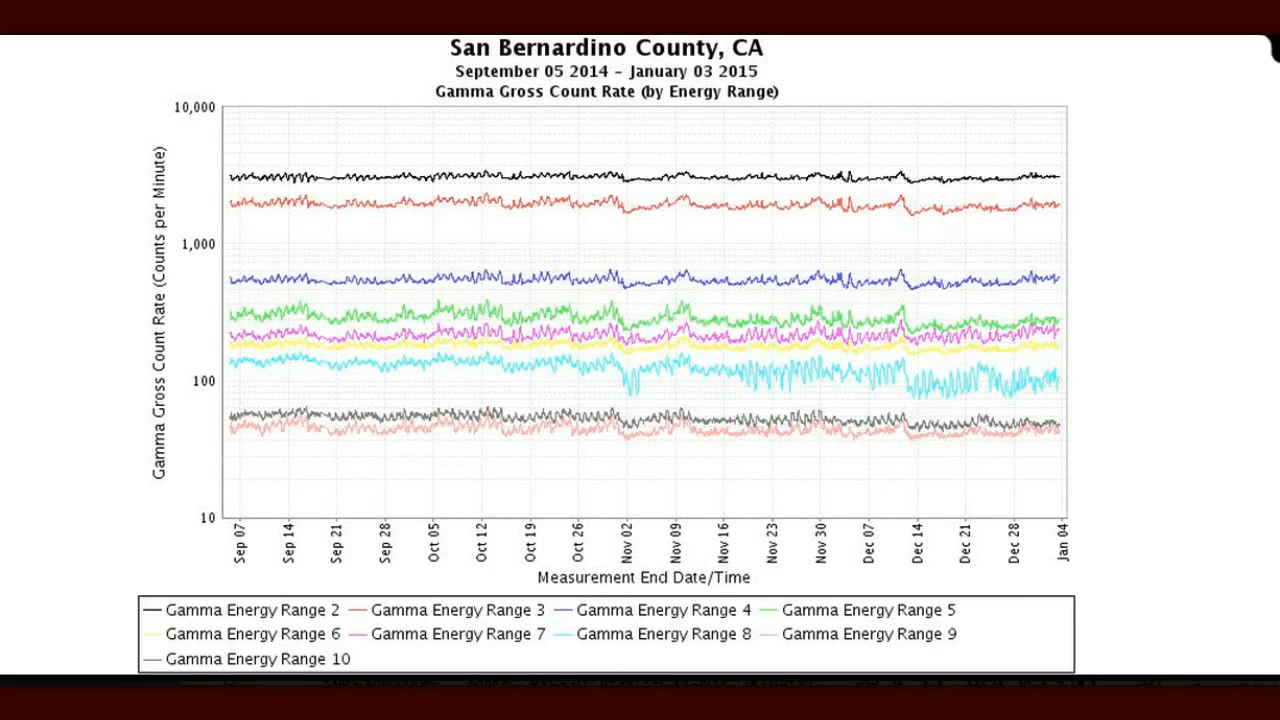 San Bernardino County, CA
September 05 2014 - January 03 2015
Gamma Gross Count Rate (by Energy Range)
Gamma Gross Count Rate (Counts per Minute)
10,000
1,000
100
10
Sep 07 Sep 14 Sep 21 Sep 28 Oct 05 Oct 12 Oct 19 Oct 26 Nov 02 Nov 09 Nov 16 Nov 23 Nov 30 Dec 07 Dec 14 Dec 21 Dec 28 Jan 04
Measurement End Date/Time
Gamma Energy Range 2 Gamma Energy Range 3 Gamma Energy Range 4 Gamma Energy Range 5
Gamma Energy Range 6 Gamma Energy Range 7 Gamma Energy Range 8 Gamma Energy Range 9
Gamma Energy Range 10